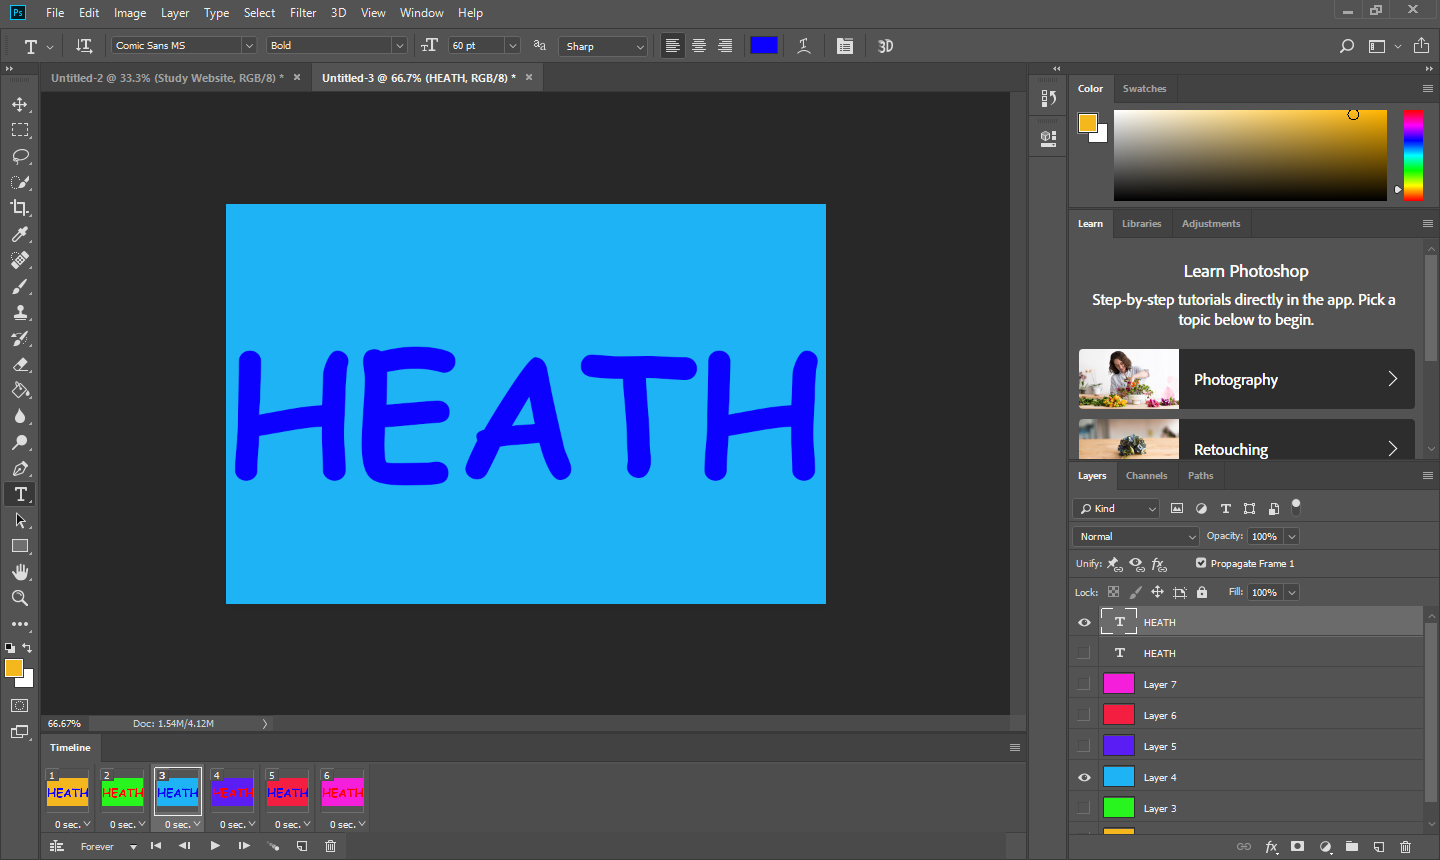 Ps File Edit Image Layer Type Select Filter 3D View Window Help
T Comic Sans MS Bold 60 pt aa Sharp 3D
Untitled-2 @ 33.3% (Study Website, RGB/8) * × Untitled-3 @ 66.7% (HEATH, RGB/8) * ×
Color Swatches
HEATH
Learn Libraries Adjustments
Learn Photoshop
Step-by-step tutorials directly in the app. Pick a
topic below to begin.
Photography
Retouching
Layers Channels Paths
Kind
Normal Opacity: 100%
Unify: Propagate Frame 1
Lock: Fill: 100%
T HEATH
T HEATH
Layer 7
Layer 6
Layer 5
Layer 4
Layer 3
fx
66.67% Doc: 1.54M/4.12M
Timeline
1 2 3 4 5 6
HEATH HEATH HEATH HEATH HEATH HEATH
0 sec. 0 sec. 0 sec. 0 sec. 0 sec. 0 sec.
Forever